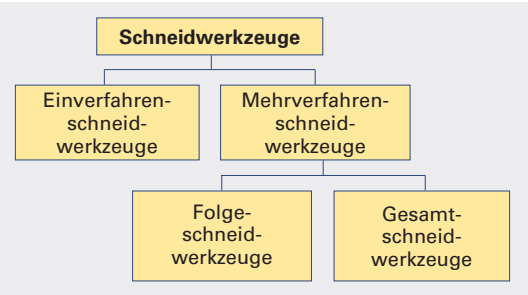 Schneidwerkzeuge
Einverfahren-
schneid-
werkzeuge
Mehrverfahren-
schneid-
werkzeuge
Folge-
schneid-
werkzeuge
Gesamt-
schneid-
werkzeuge